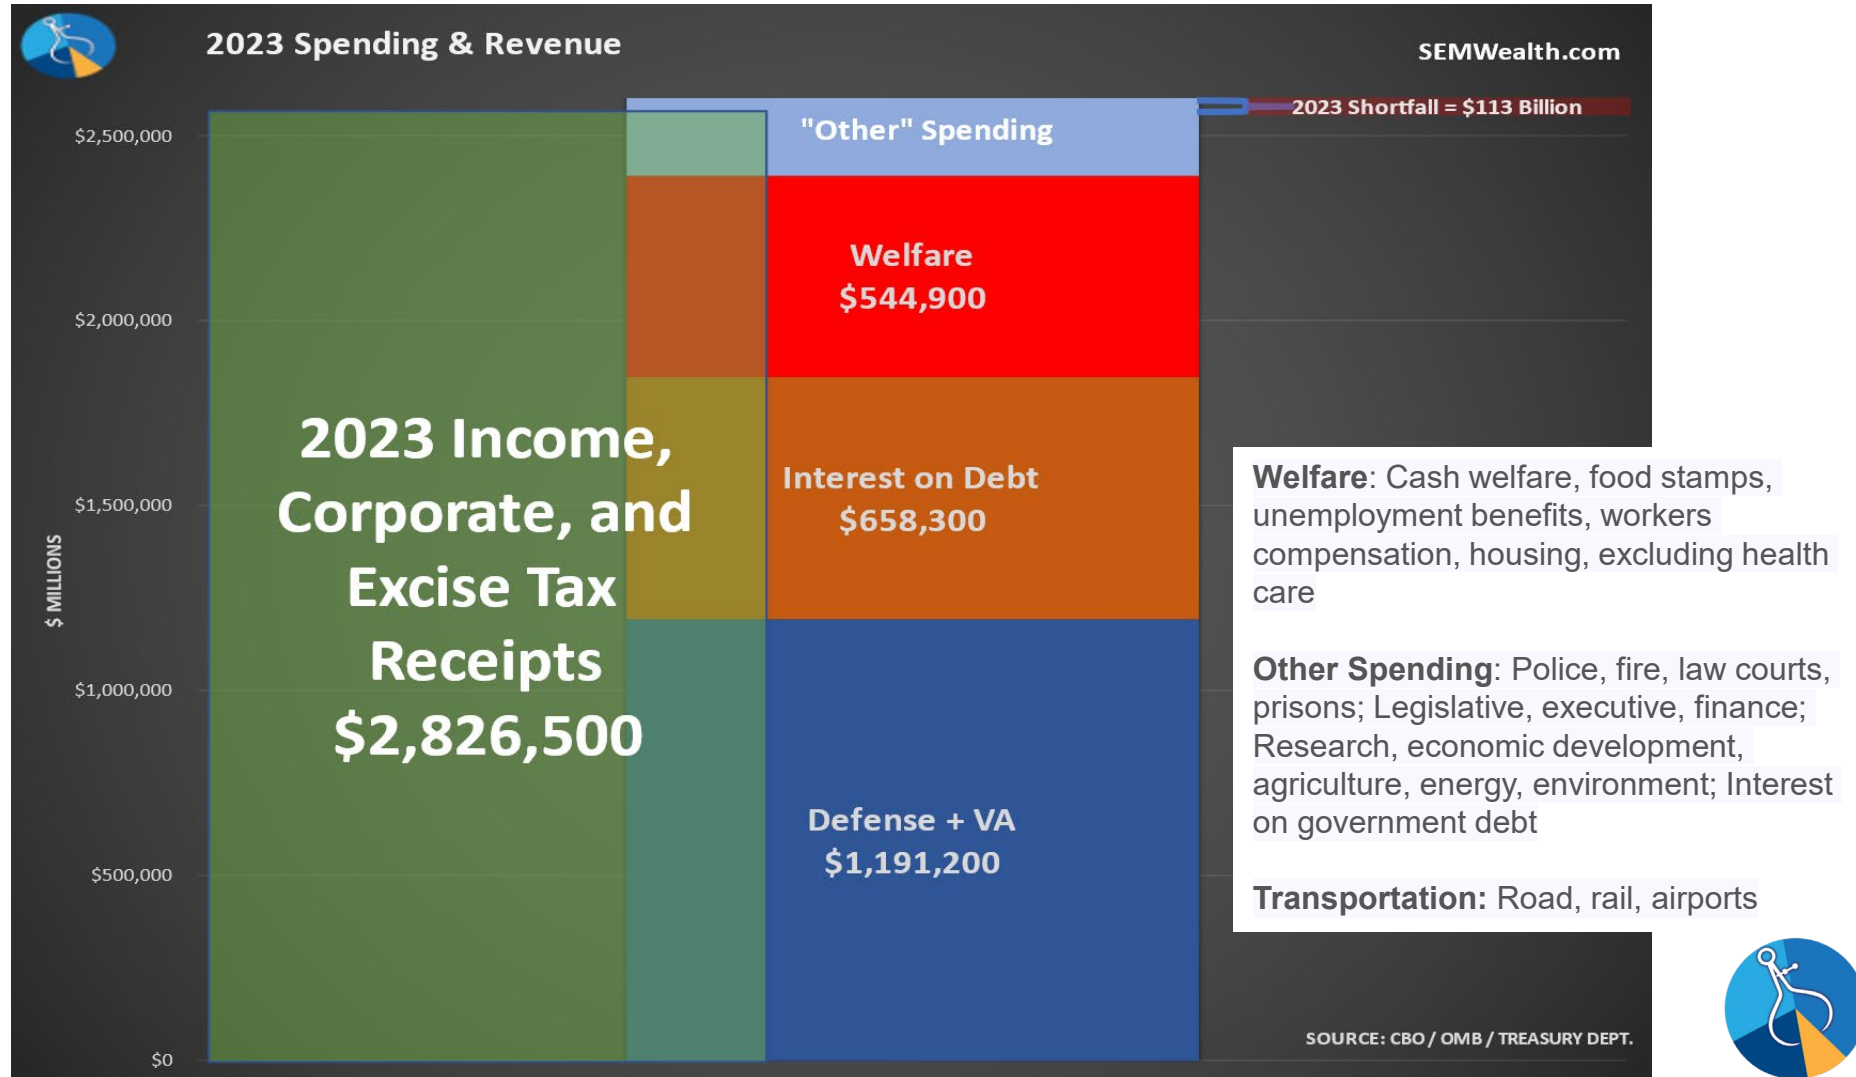 2023 Spending & Revenue
SEMWealth.com
2023 Shortfall = $113 Billion
$2,500,000
$2,000,000
$1,500,000
$1,000,000
$500,000
$0
$ MILLIONS
2023 Income,
Corporate, and
Excise Tax
Receipts
$2,826,500
"Other" Spending
Welfare
$544,900
Interest on Debt
$658,300
Defense + VA
$1,191,200
Welfare: Cash welfare, food stamps,
unemployment benefits, workers
compensation, housing, excluding health
care
Other Spending: Police, fire, law courts,
prisons; Legislative, executive, finance;
Research, economic development,
agriculture, energy, environment; Interest
on government debt
Transportation: Road, rail, airports
SOURCE: CBO / OMB / TREASURY DEPT.